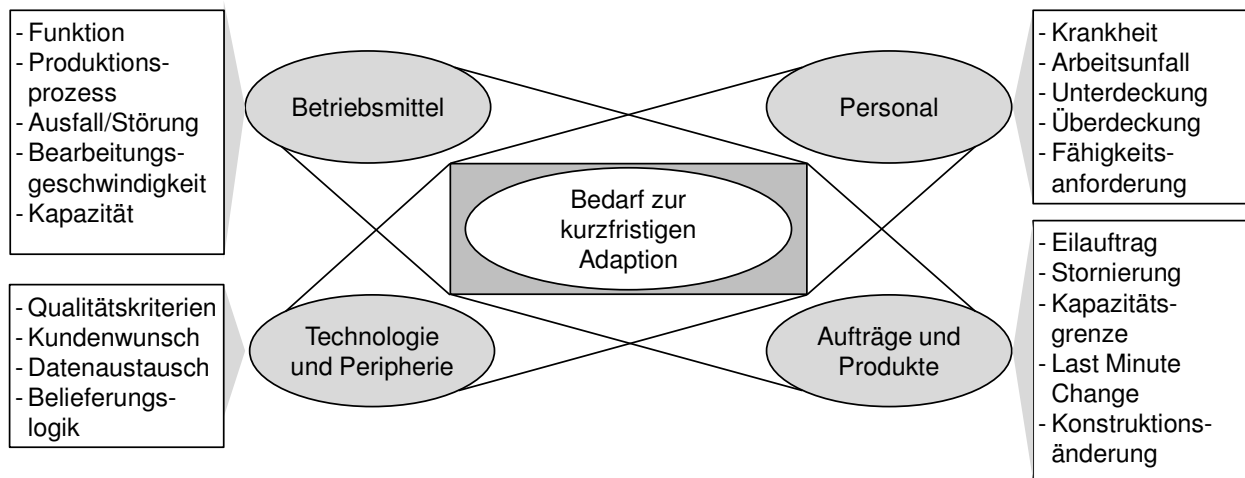 - Funktion
- Produktions-
prozess
- Ausfall/Störung
- Bearbeitungs-
geschwindigkeit
- Kapazität
Betriebsmittel
Personal
- Krankheit
- Arbeitsunfall
- Unterdeckung
- Überdeckung
- Fähigkeits-
anforderung
Bedarf zur
kurzfristigen
Adaption
- Qualitätskriterien
- Kundenwunsch
- Datenaustausch
- Belieferungs-
logik
Technologie
und Peripherie
Aufträge und
Produkte
- Eilauftrag
- Stornierung
- Kapazitäts-
grenze
- Last Minute
Change
- Konstruktions-
änderung